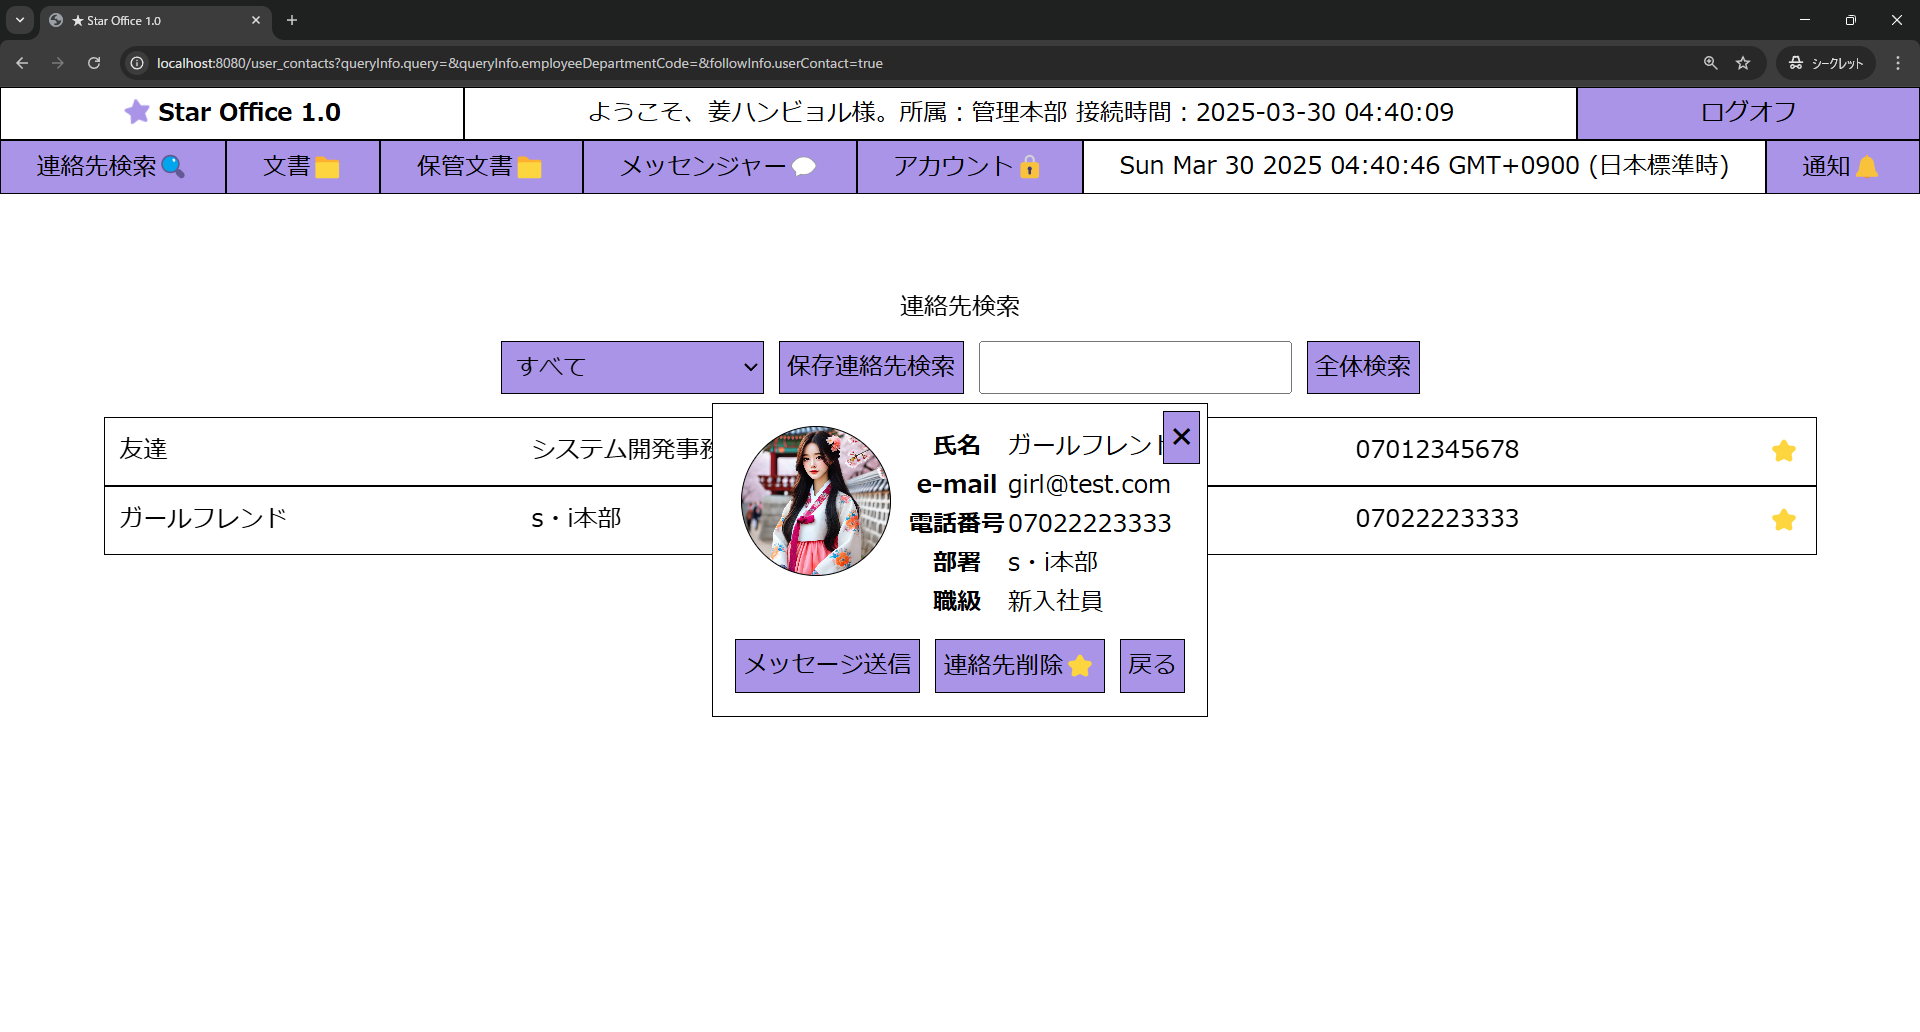 ★ Star Office 1.0
localhost:8080/user_contacts?queryInfo.query=&queryInfo.employeeDepartmentCode=&followInfo.userContact=true
シークレット
Star Office 1.0
ようこそ、姜ハンビョル様。所属：管理本部 接続時間：2025-03-30 04:40:09
ログオフ
連絡先検索
文書
保管文書
メッセンジャー
アカウント
Sun Mar 30 2025 04:40:46 GMT+0900 (日本標準時)
通知
連絡先検索
すべて
保存連絡先検索
全体検索
友達 システム開発事務 07012345678
ガールフレンド s・i本部 07022223333
氏名 ガールフレンド
e-mail girl@test.com
電話番号 07022223333
部署 s・i本部
職級 新入社員
メッセージ送信
連絡先削除
戻る